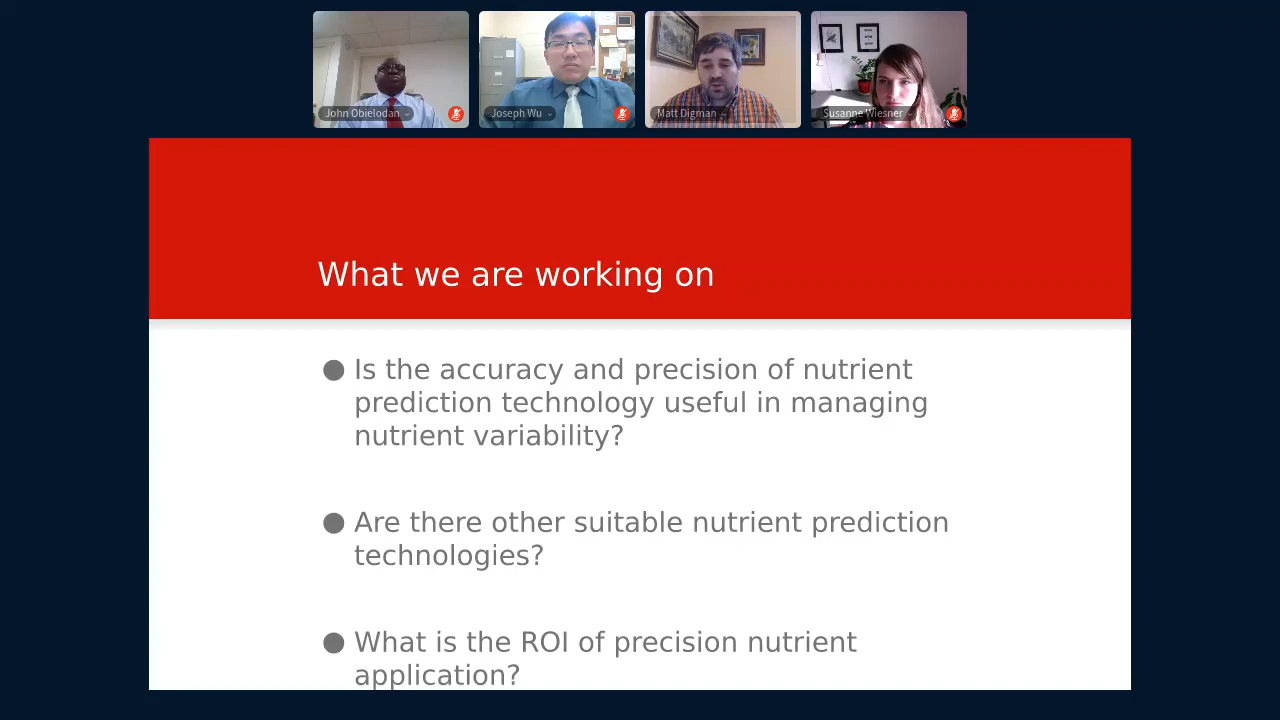 John Obielodan
Joseph Wu
Matt Digman
Susanne Wiesner
What we are working on
● Is the accuracy and precision of nutrient
prediction technology useful in managing
nutrient variability?
● Are there other suitable nutrient prediction
technologies?
● What is the ROI of precision nutrient
application?